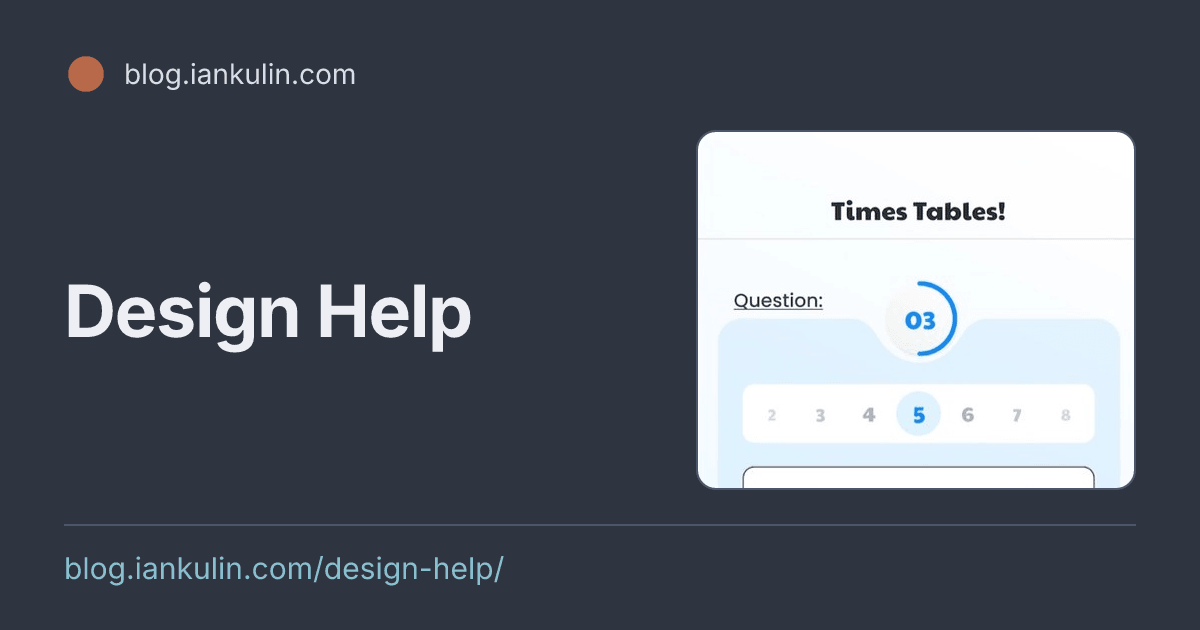 blog.iankulin.com
Design Help
Times Tables!
Question:
03
2 3 4 5 6 7 8
blog.iankulin.com/design-help/